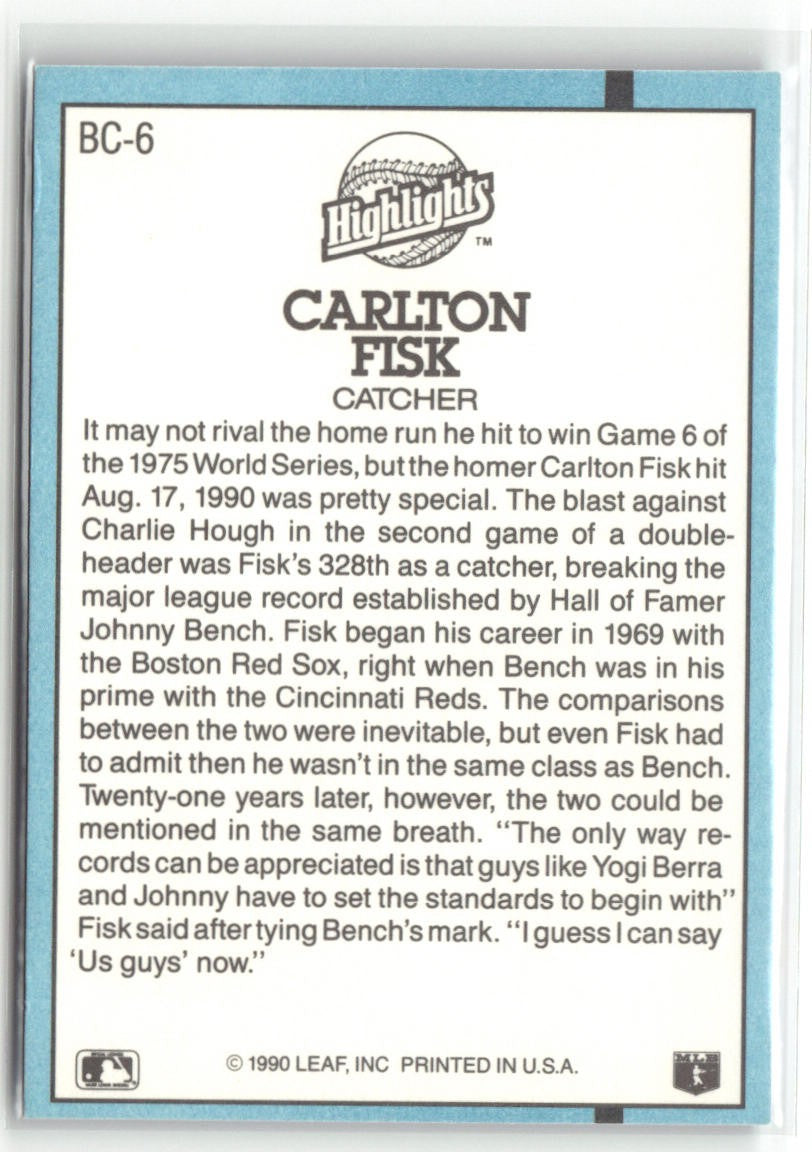 BC-6
Highlights
TM
CARLTON
FISK
CATCHER
It may not rival the home run he hit to win Game 6 of
the 1975 World Series, but the homer Carlton Fisk hit
Aug. 17, 1990 was pretty special. The blast against
Charlie Hough in the second game of a double-
header was Fisk's 328th as a catcher, breaking the
major league record established by Hall of Famer
Johnny Bench. Fisk began his career in 1969 with
the Boston Red Sox, right when Bench was in his
prime with the Cincinnati Reds. The comparisons
between the two were inevitable, but even Fisk had
to admit then he wasn't in the same class as Bench.
Twenty-one years later, however, the two could be
mentioned in the same breath. "The only way re-
cords can be appreciated is that guys like Yogi Berra
and Johnny have to set the standards to begin with"
Fisk said after tying Bench's mark. "I guess I can say
'Us guys' now."
© 1990 LEAF, INC PRINTED IN U.S.A.
MLB